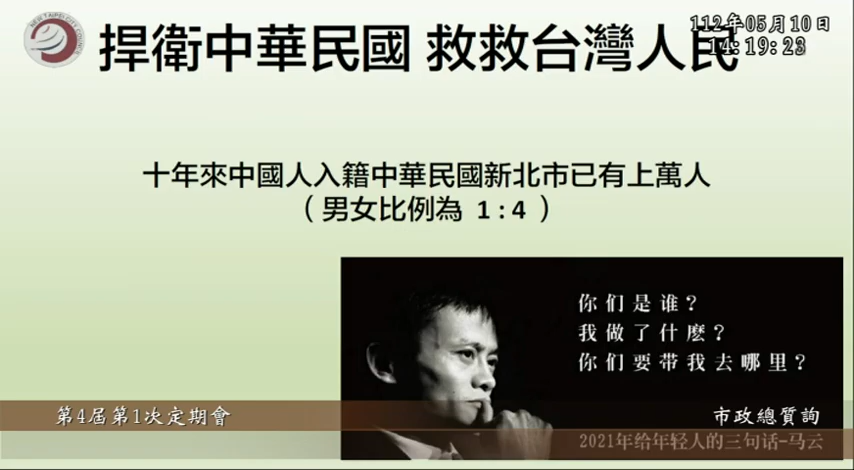 NEW TAIPEI CITY COUNCIL
捍衛中華民國 救救台灣人民
112年05月10日
14:19:23
十年來中國人入籍中華民國新北市已有上萬人
（男女比例為 1:4 ）
你们是谁？
我做了什麽？
你们要带我去哪里？
第4屆第1次定期會
市政總質詢
2021年给年轻人的三句话-马云